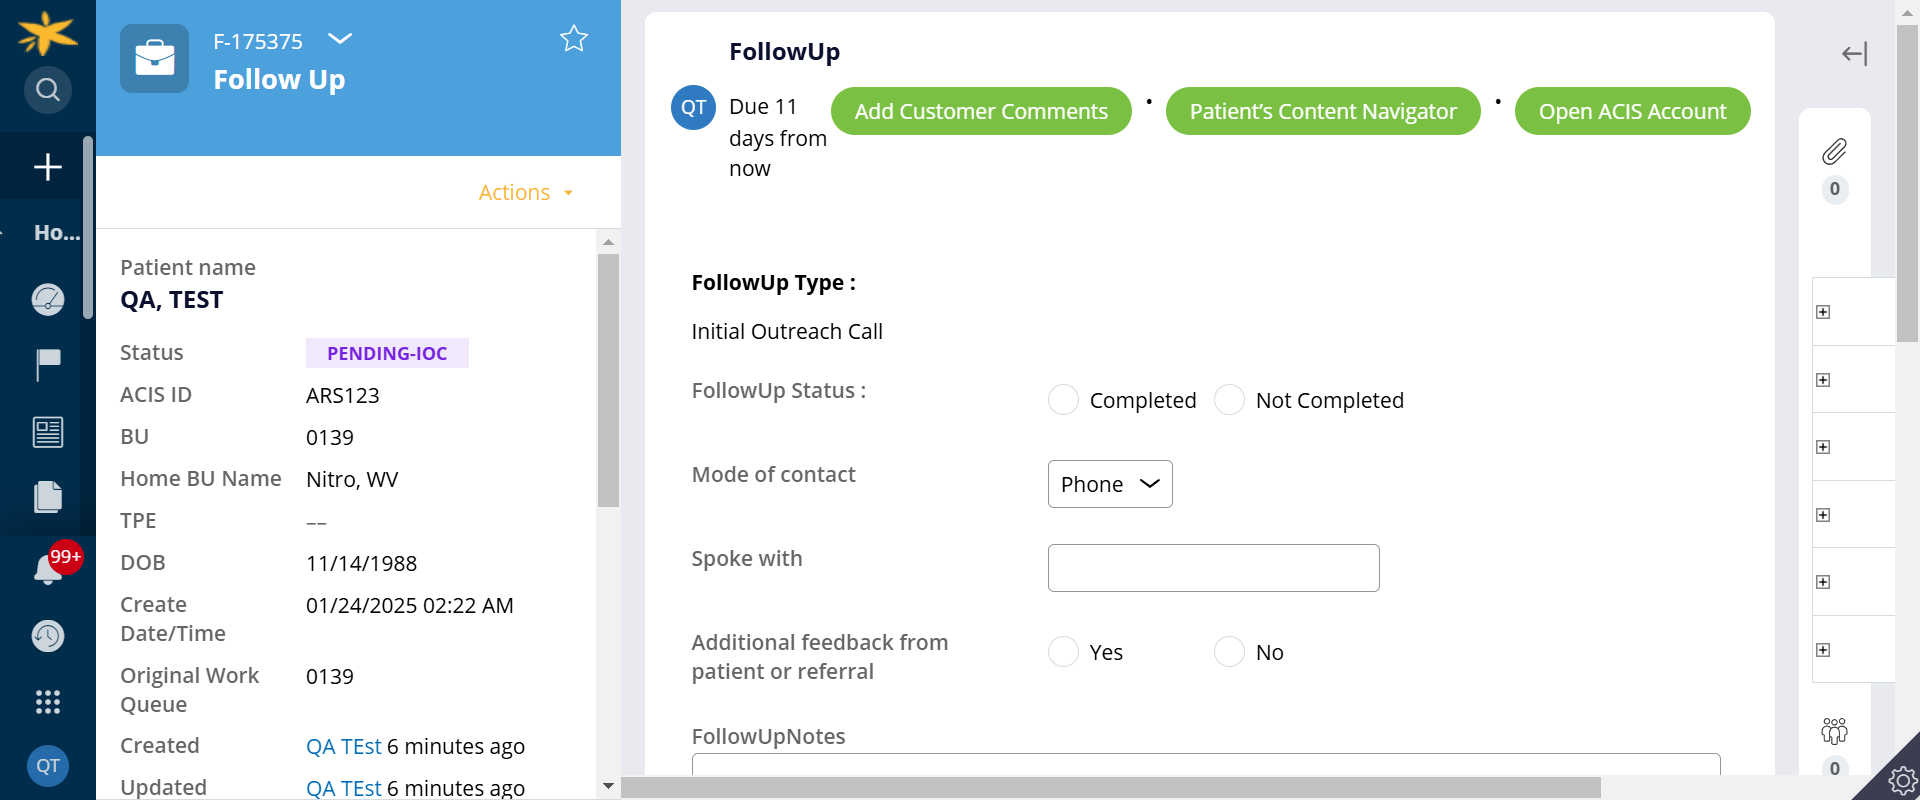 F-175375
Follow Up
Actions
Ho...
99+
QT
Patient name
QA, TEST
Status PENDING-IOC
ACIS ID ARS123
BU 0139
Home BU Name Nitro, WV
TPE ––
DOB 11/14/1988
Create
Date/Time 01/24/2025 02:22 AM
Original Work
Queue 0139
Created QA TEst 6 minutes ago
Updated QA TEst 6 minutes ago
FollowUp
QT
Due 11
days from
now
Add Customer Comments • Patient’s Content Navigator • Open ACIS Account
FollowUp Type :
Initial Outreach Call
FollowUp Status : Completed Not Completed
Mode of contact Phone
Spoke with
Additional feedback from
patient or referral Yes No
FollowUpNotes
0
0